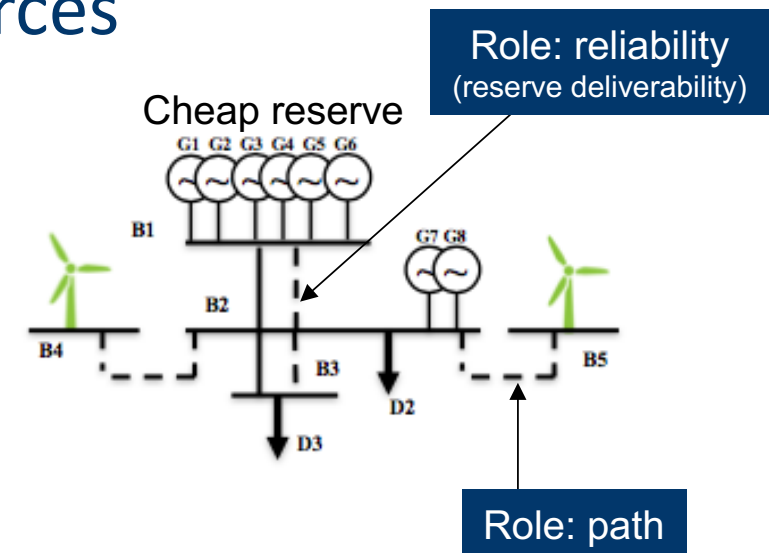 rces
Role: reliability
(reserve deliverability)
Cheap reserve
G1 G2 G3 G4 G5 G6
B1
G7 G8
B2
B4
B3
B5
D2
D3
Role: path